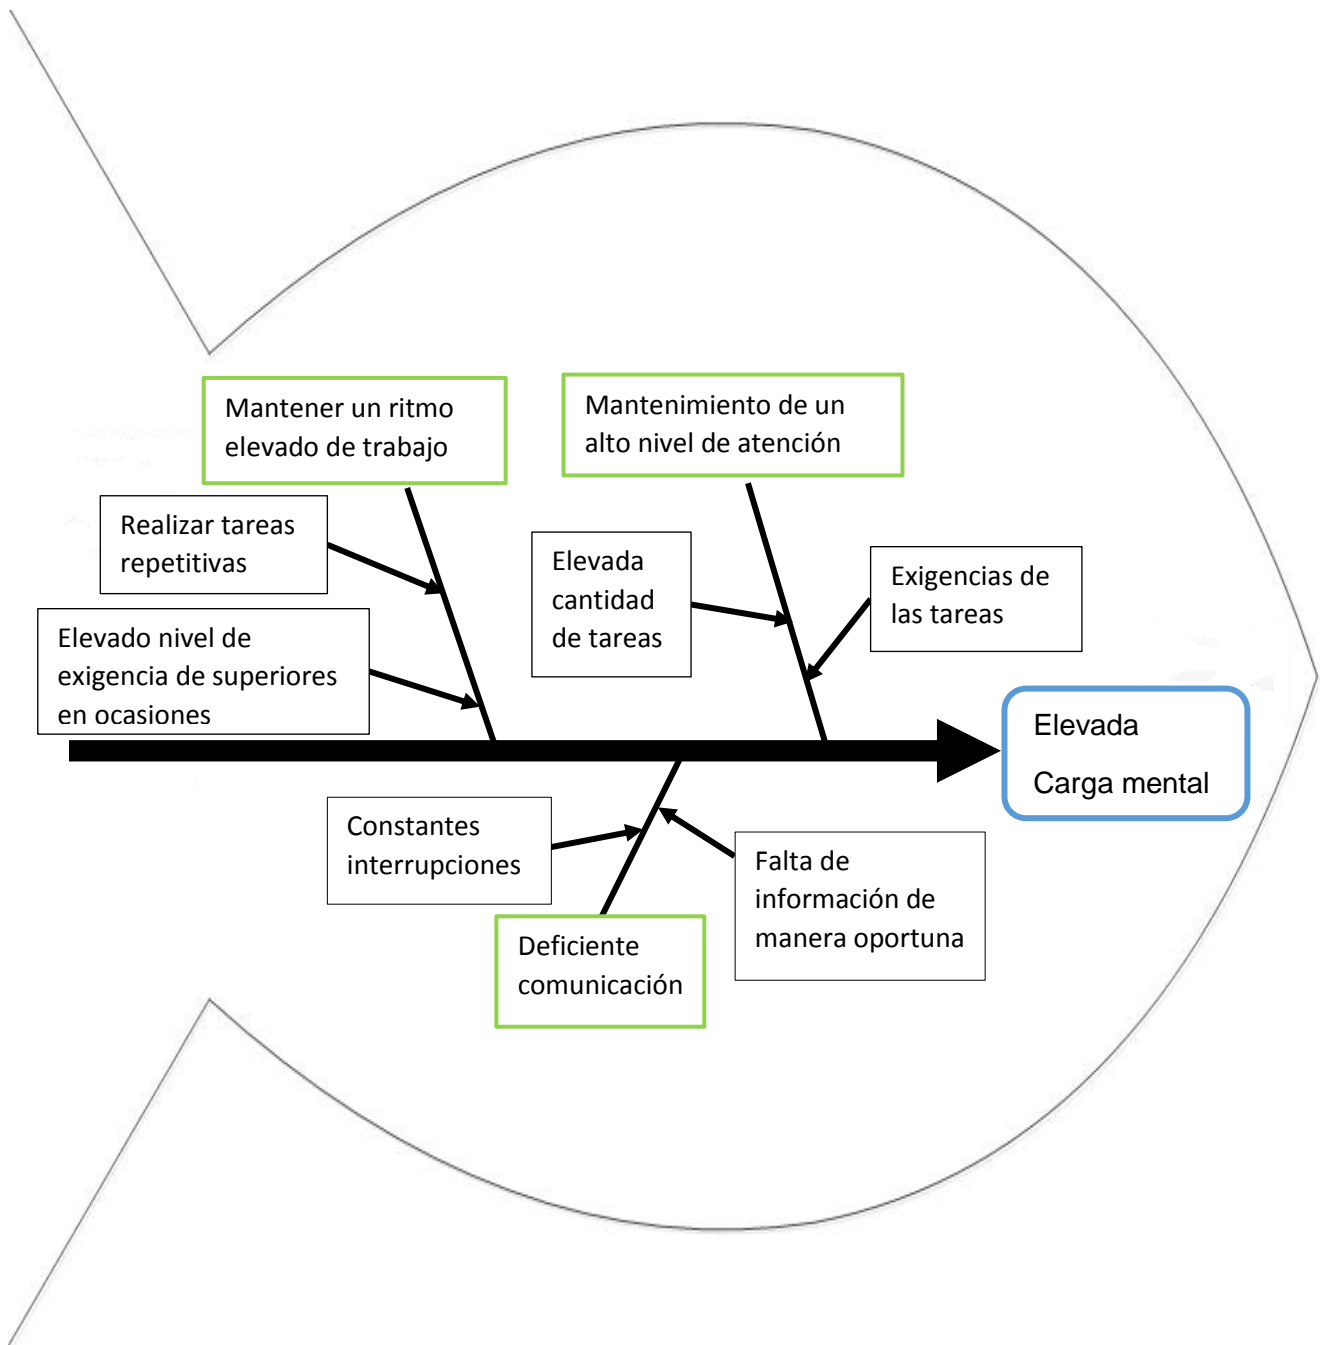 Mantener un ritmo
elevado de trabajo
Mantenimiento de un
alto nivel de atención
Realizar tareas
repetitivas
Elevada
cantidad
de tareas
Exigencias de
las tareas
Elevado nivel de
exigencia de superiores
en ocasiones
Elevada
Carga mental
Constantes
interrupciones
Falta de
información de
manera oportuna
Deficiente
comunicación